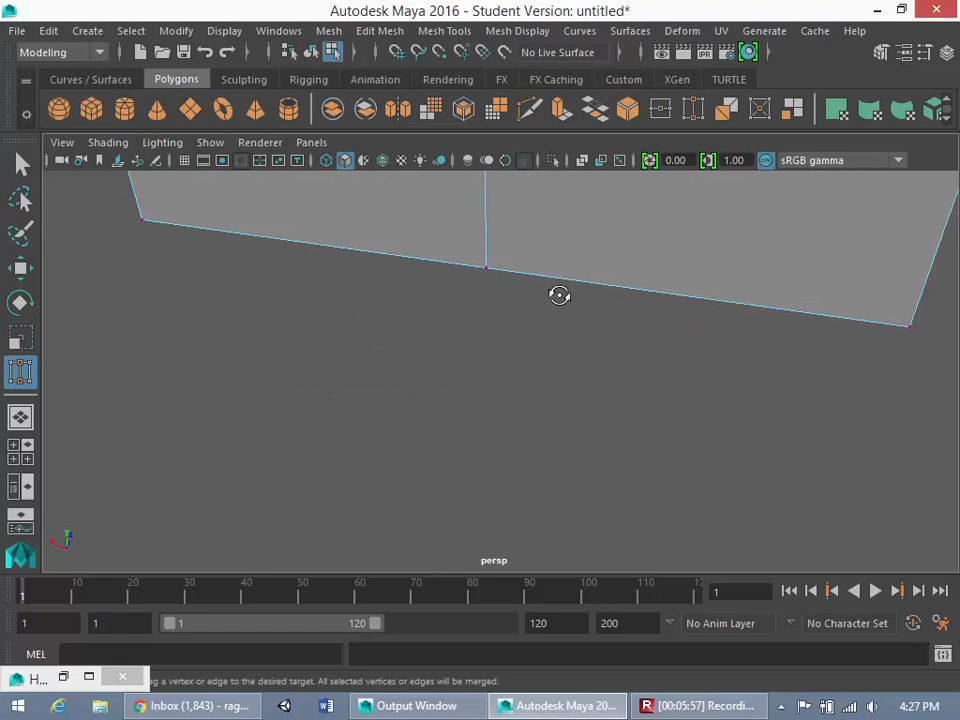 Autodesk Maya 2016 - Student Version: untitled*
File Edit Create Select Modify Display Windows Mesh Edit Mesh Mesh Tools Mesh Display Curves Surfaces Deform UV Generate Cache Help
Modeling No Live Surface
Curves / Surfaces Polygons Sculpting Rigging Animation Rendering FX FX Caching Custom XGen TURTLE
View Shading Lighting Show Renderer Panels
0.00 1.00 sRGB gamma
persp
1 10 20 30 40 50 60 70 80 90 100 110 1
1 1 1 120 120 200 No Anim Layer No Character Set
MEL
H... ag a vertex or edge to the desired target. All selected vertices or edges will be merged.
Inbox (1,843) - rag... Output Window Autodesk Maya 20... [00:05:57] Recordi... 4:27 PM